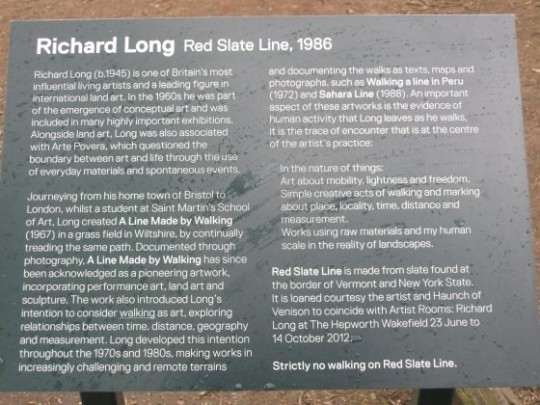 Richard Long Red Slate Line, 1986
Richard Long (b.1945) is one of Britain's most
influential living artists and a leading figure in
international land art. In the 1960s he was part
of the emergence of conceptual art and was
included in many highly important exhibitions.
Alongside land art, Long was also associated
with Arte Povera, which questioned the
boundary between art and life through the use
of everyday materials and spontaneous events.
Journeying from his home town of Bristol to
London, whilst a student at Saint Martin's School
of Art, Long created A Line Made by Walking
(1967) in a grass field in Wiltshire, by continually
treading the same path. Documented through
photography, A Line Made by Walking has since
been acknowledged as a pioneering artwork,
incorporating performance art, land art and
sculpture. The work also introduced Long's
intention to consider walking as art, exploring
relationships between time, distance, geography
and measurement. Long developed this intention
throughout the 1970s and 1980s, making works in
increasingly challenging and remote terrains
and documenting the walks as texts, maps and
photographs, such as Walking a line in Peru
(1972) and Sahara Line (1988). An important
aspect of these artworks is the evidence of
human activity that Long leaves as he walks,
it is the trace of encounter that is at the centre
of the artist's practice:
In the nature of things:
Art about mobility, lightness and freedom.
Simple creative acts of walking and marking
about place, locality, time, distance and
measurement.
Works using raw materials and my human
scale in the reality of landscapes.
Red Slate Line is made from slate found at
the border of Vermont and New York State.
It is loaned courtesy the artist and Haunch of
Venison to coincide with Artist Rooms: Richard
Long at The Hepworth Wakefield 23 June to
14 October 2012.
Strictly no walking on Red Slate Line.